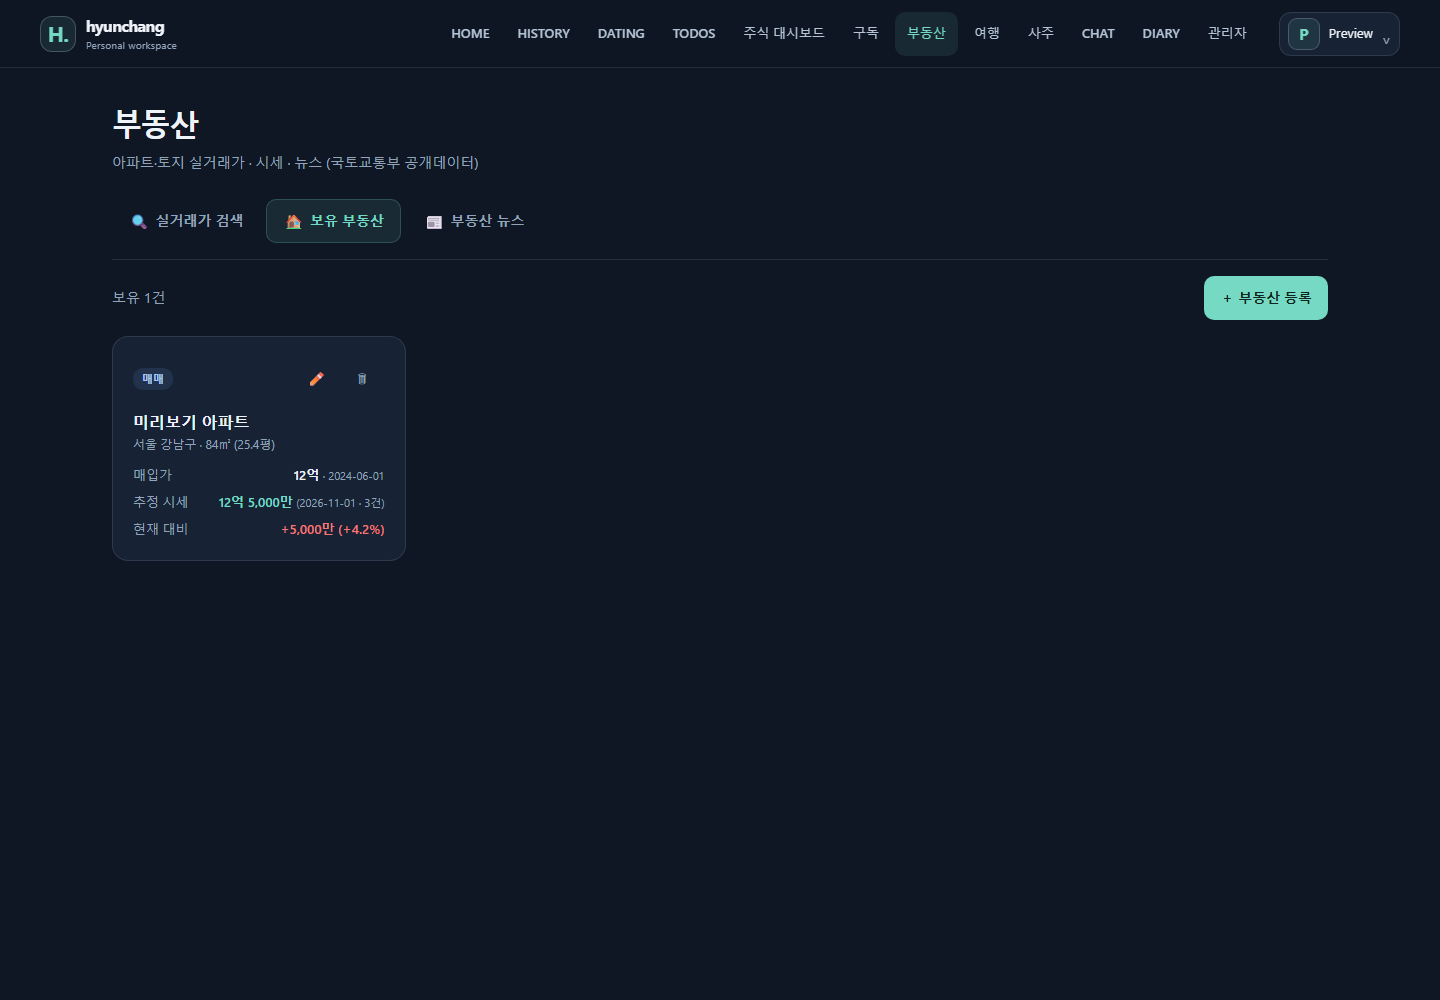 H. hyunchang
Personal workspace
HOME HISTORY DATING TODOS 주식 대시보드 구독 부동산 여행 사주 CHAT DIARY 관리자 P Preview v
부동산
아파트·토지 실거래가 · 시세 · 뉴스 (국토교통부 공개데이터)
실거래가 검색 보유 부동산 부동산 뉴스
보유 1건 + 부동산 등록
매매
미리보기 아파트
서울 강남구 · 84㎡ (25.4평)
매입가 12억 · 2024-06-01
추정 시세 12억 5,000만 (2026-11-01 · 3건)
현재 대비 +5,000만 (+4.2%)